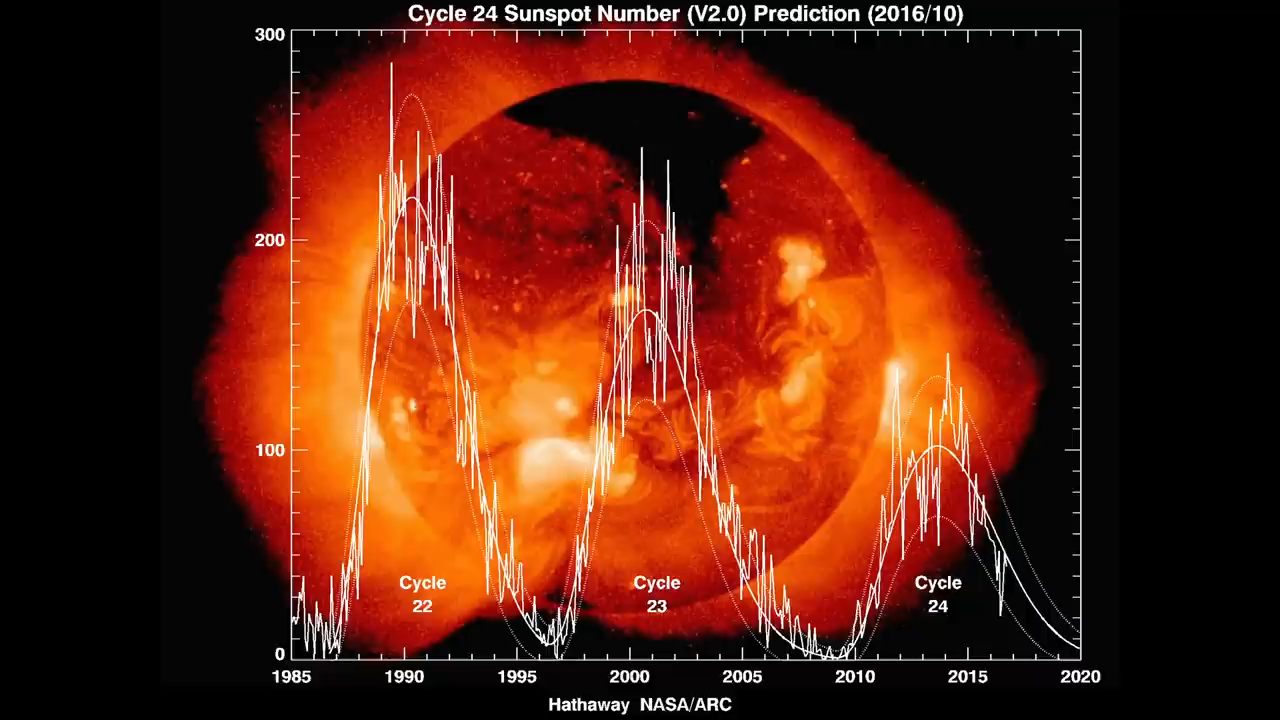 Cycle 24 Sunspot Number (V2.0) Prediction (2016/10)
300
200
100
0
Cycle
22
Cycle
23
Cycle
24
1985 1990 1995 2000 2005 2010 2015 2020
Hathaway NASA/ARC